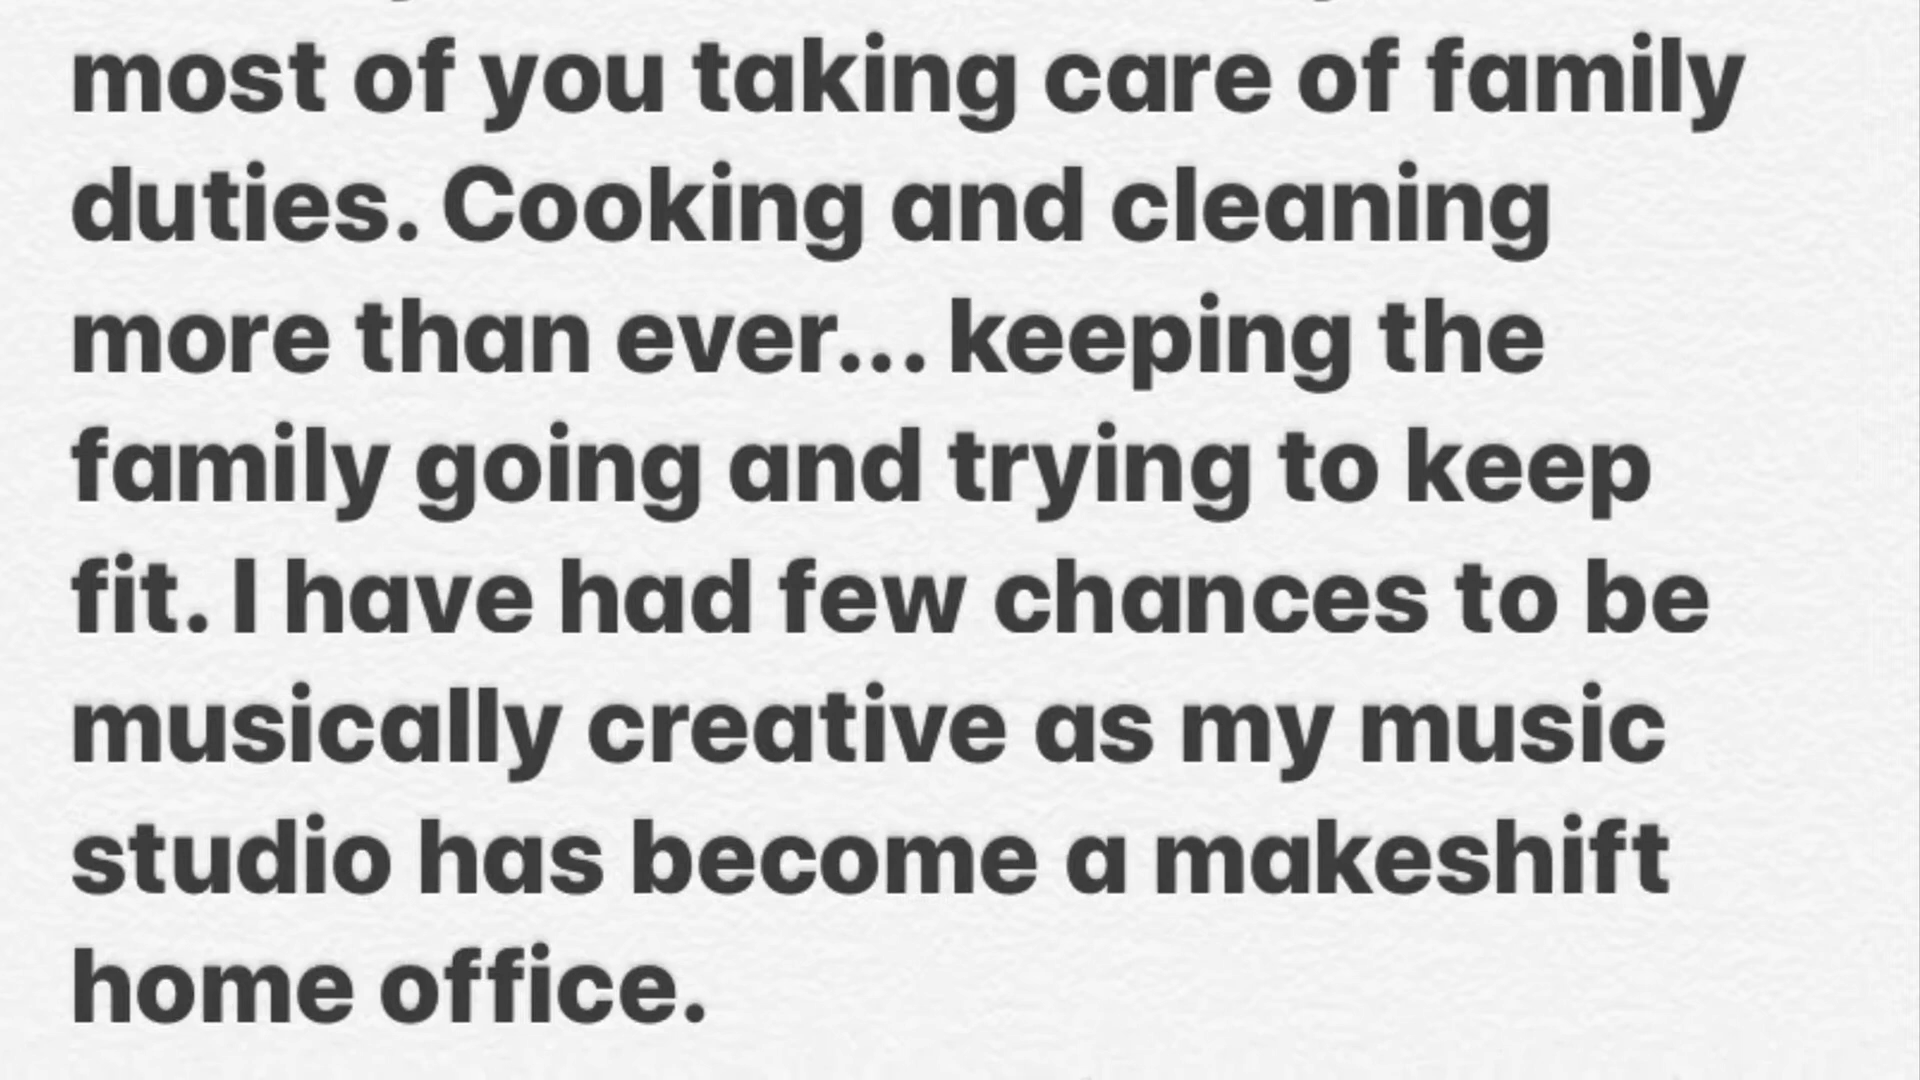 most of you taking care of family
duties. Cooking and cleaning
more than ever... keeping the
family going and trying to keep
fit. I have had few chances to be
musically creative as my music
studio has become a makeshift
home office.